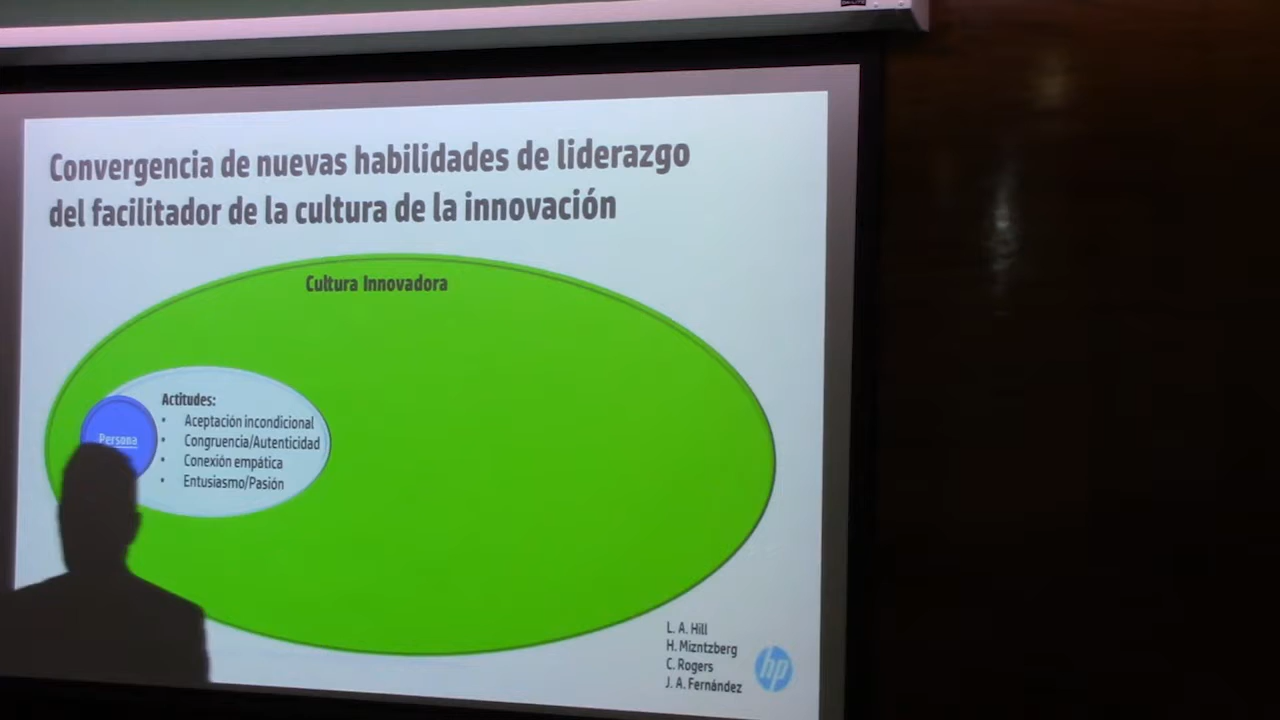 Convergencia de nuevas habilidades de liderazgo
del facilitador de la cultura de la innovación
Cultura Innovadora
Persona
Actitudes:
• Aceptación incondicional
• Congruencia/Autenticidad
• Conexión empática
• Entusiasmo/Pasión
L. A. Hill
H. Mizntzberg
C. Rogers
J. A. Fernández
hp